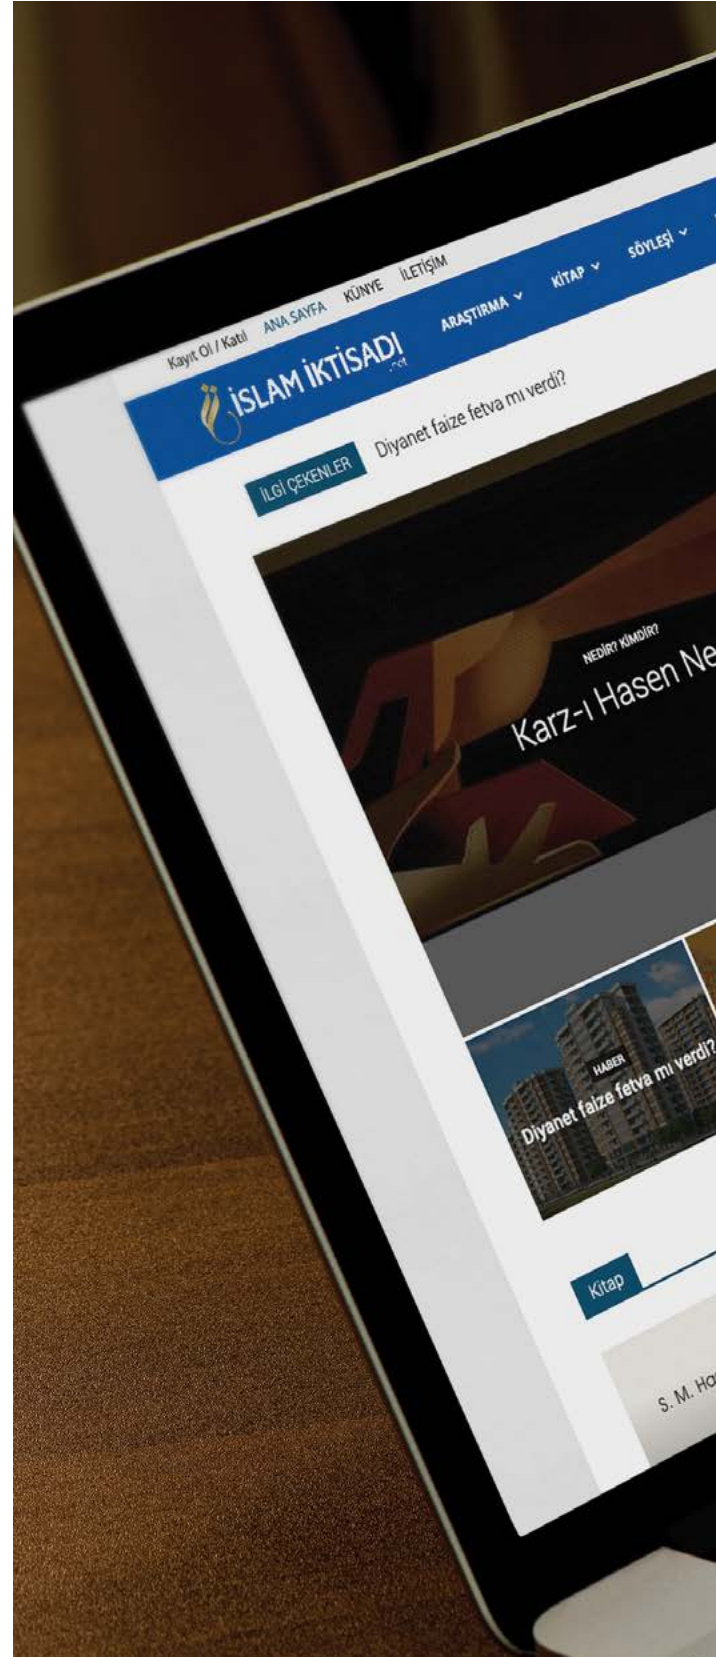 Kayıt Ol / Katıl ANA SAYFA KÜNYE İLETİŞİM
İSLAM İKTİSADI
.net
ARAŞTIRMA KİTAP SÖYLEŞİ
İLGİ ÇEKENLER Diyanet faize fetva mı verdi?
NEDİR? KİMDİR?
Karz-ı Hasen Ne
HABER
Diyanet faize fetva mı verdi?
Kitap
S. M. Ha